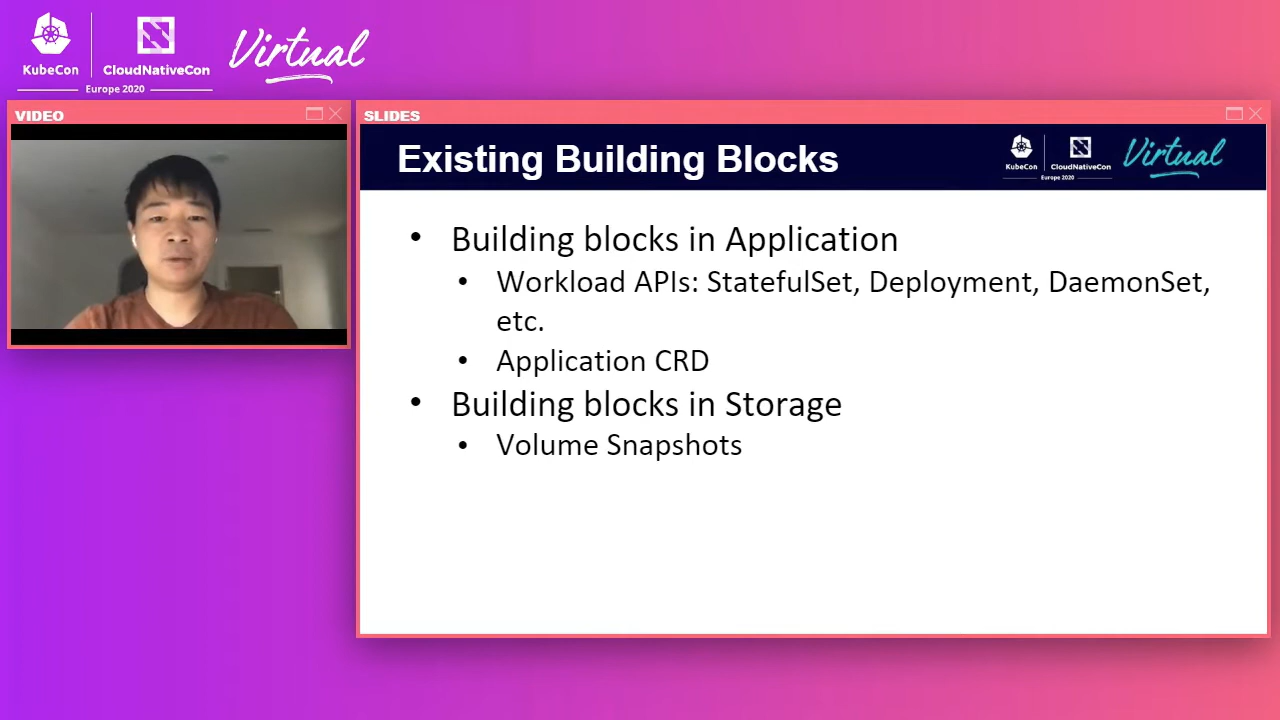 KubeCon
CloudNativeCon
Europe 2020
Virtual
VIDEO
SLIDES
Existing Building Blocks
KubeCon
CloudNativeCon
Europe 2020
Virtual
• Building blocks in Application
• Workload APIs: StatefulSet, Deployment, DaemonSet,
etc.
• Application CRD
• Building blocks in Storage
• Volume Snapshots